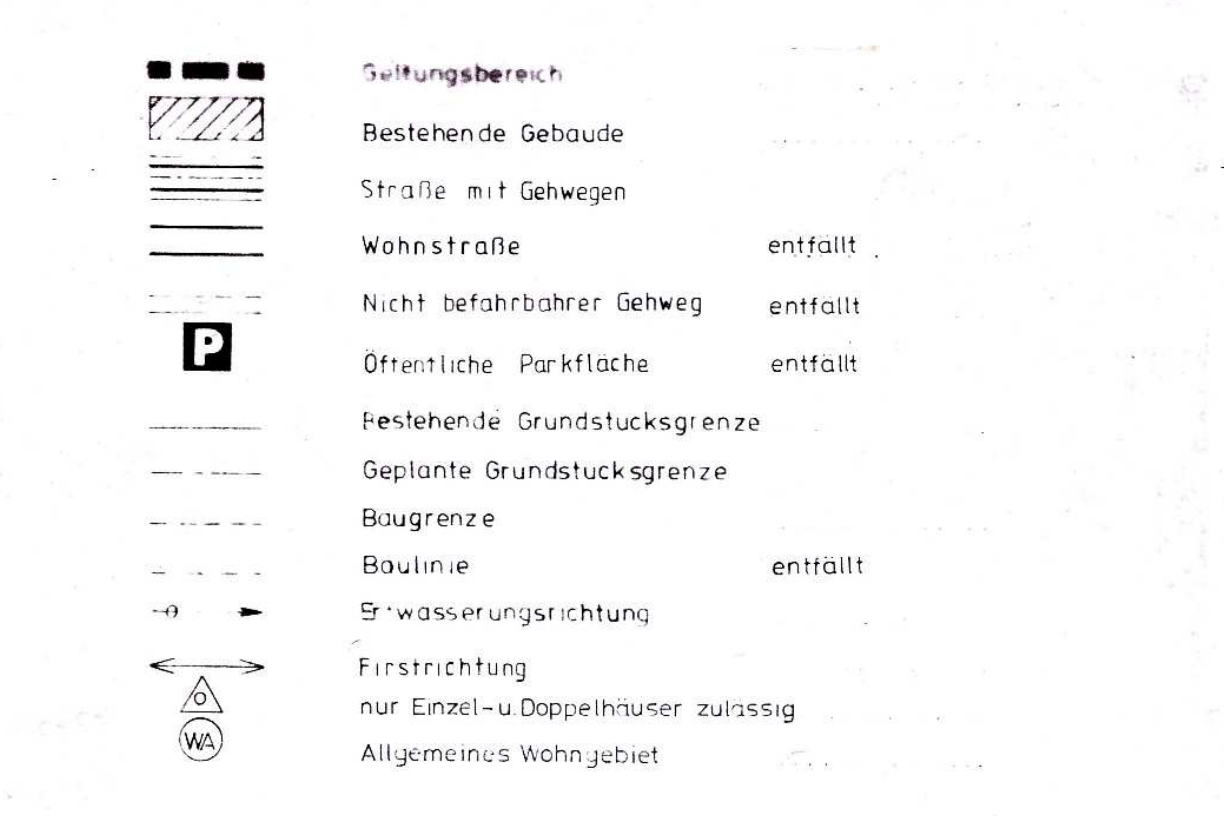 Geltungsbereich
Bestehende Gebaude
Straße mit Gehwegen
Wohnstraße entfällt
Nicht befahrbahrer Gehweg entfällt
P Öffentliche Parkfläche entfällt
Bestehende Grundstucksgrenze
Geplante Grundstucksgrenze
Baugrenze
Baulinie entfällt
Entwasserungsrichtung
Firstrichtung
O nur Einzel-u.Doppelhäuser zulässig
WA Allgemeines Wohngebiet